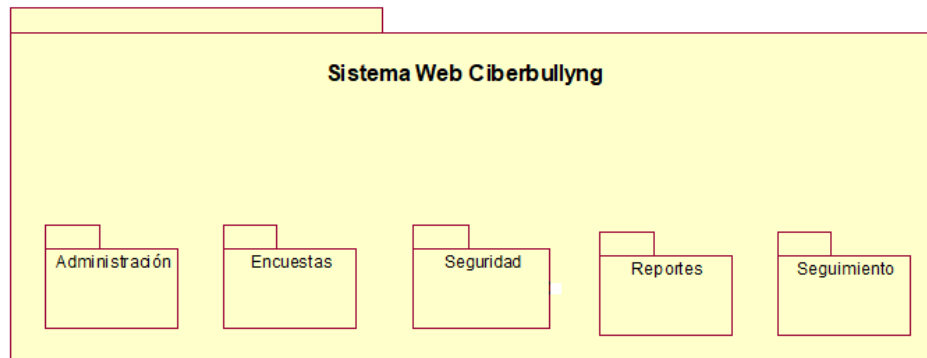 Sistema Web Ciberbullyng
Administración
Encuestas
Seguridad
Reportes
Seguimiento